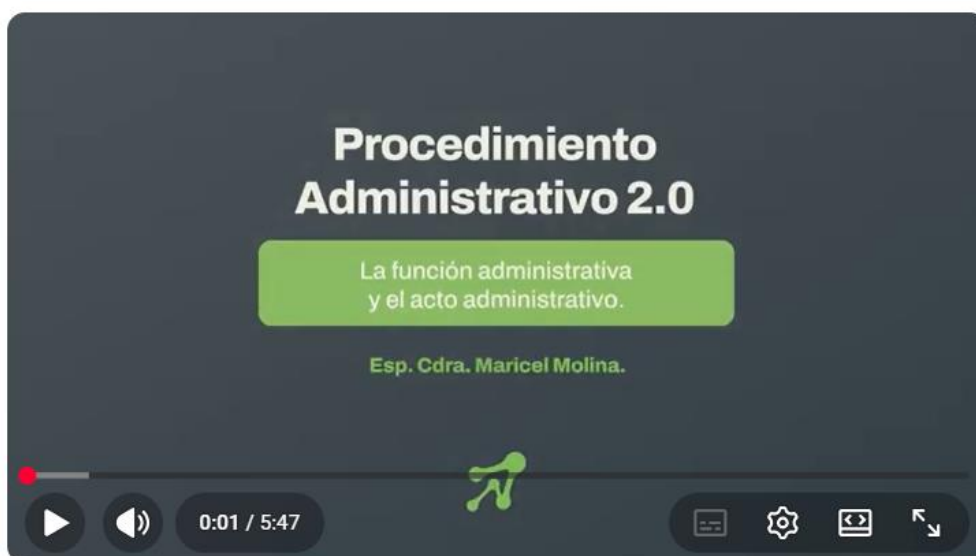 Procedimiento
Administrativo 2.0
La función administrativa
y el acto administrativo.
Esp. Cdra. Maricel Molina.
0:01 / 5:47